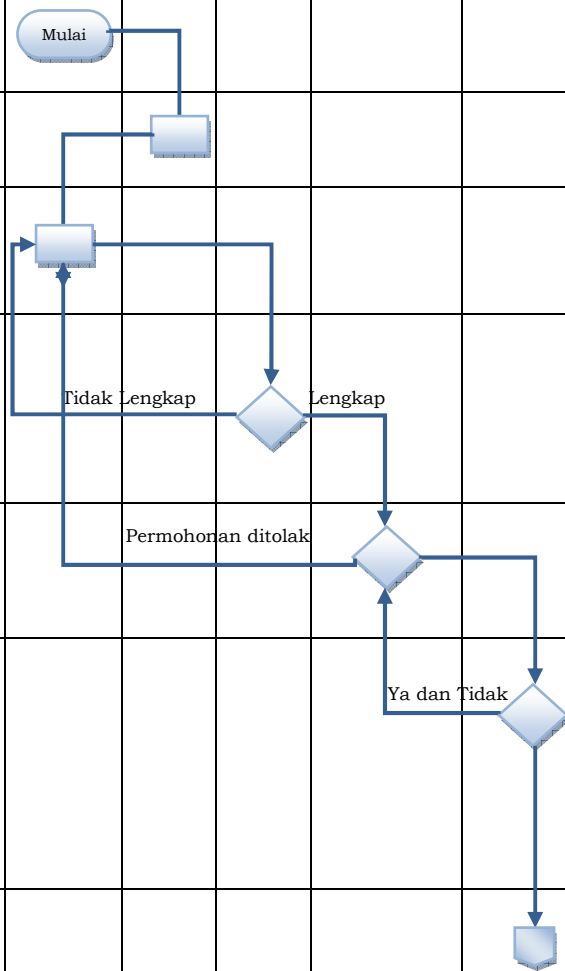 Mulai
Tidak Lengkap
Lengkap
Permohonan ditolak
Ya dan Tidak